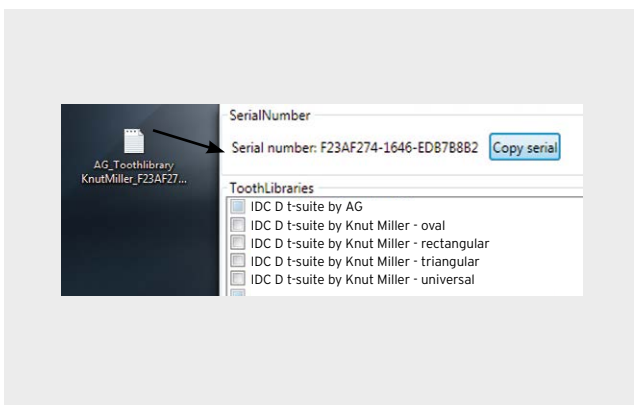 SerialNumber
Serial number: F23AF274-1646-EDB7B8B2 Copy serial
AG_Toothlibrary
KnutMiller_F23AF27...
ToothLibraries
IDC D t-suite by AG
IDC D t-suite by Knut Miller - oval
IDC D t-suite by Knut Miller - rectangular
IDC D t-suite by Knut Miller - triangular
IDC D t-suite by Knut Miller - universal